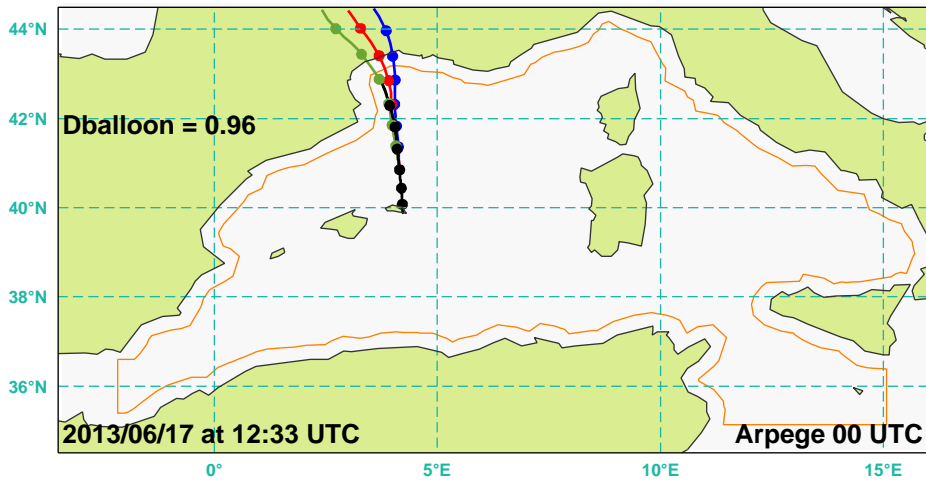 44°N
42°N
Dballoon = 0.96
40°N
38°N
36°N
2013/06/17 at 12:33 UTC
Arpege 00 UTC
0°
5°E
10°E
15°E